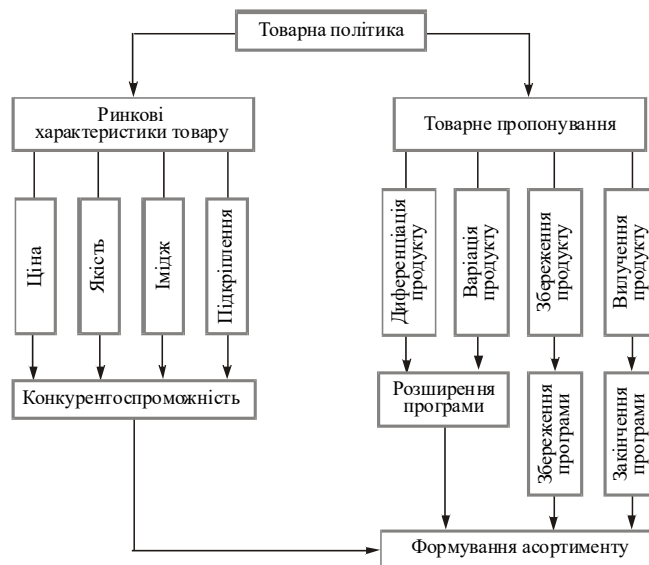 Товарна політика
Ринкові
характеристики товару
Товарне пропонування
Ціна
Якість
Імідж
Підкріплення
Диференціація
продукту
Варіація
продукту
Збереження
продукту
Вилучення
продукту
Конкурентоспроможність
Розширення
програми
Збереження
програми
Закінчення
програми
Формування асортименту